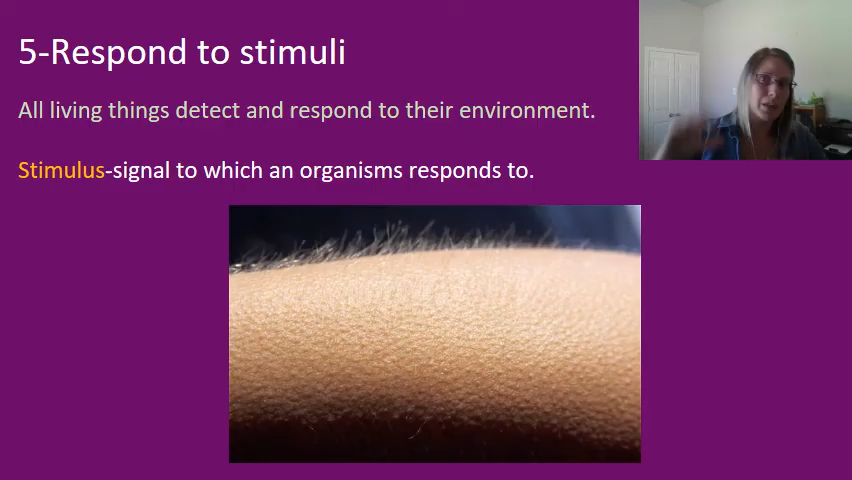 5-Respond to stimuli
All living things detect and respond to their environment.
Stimulus-signal to which an organisms responds to.